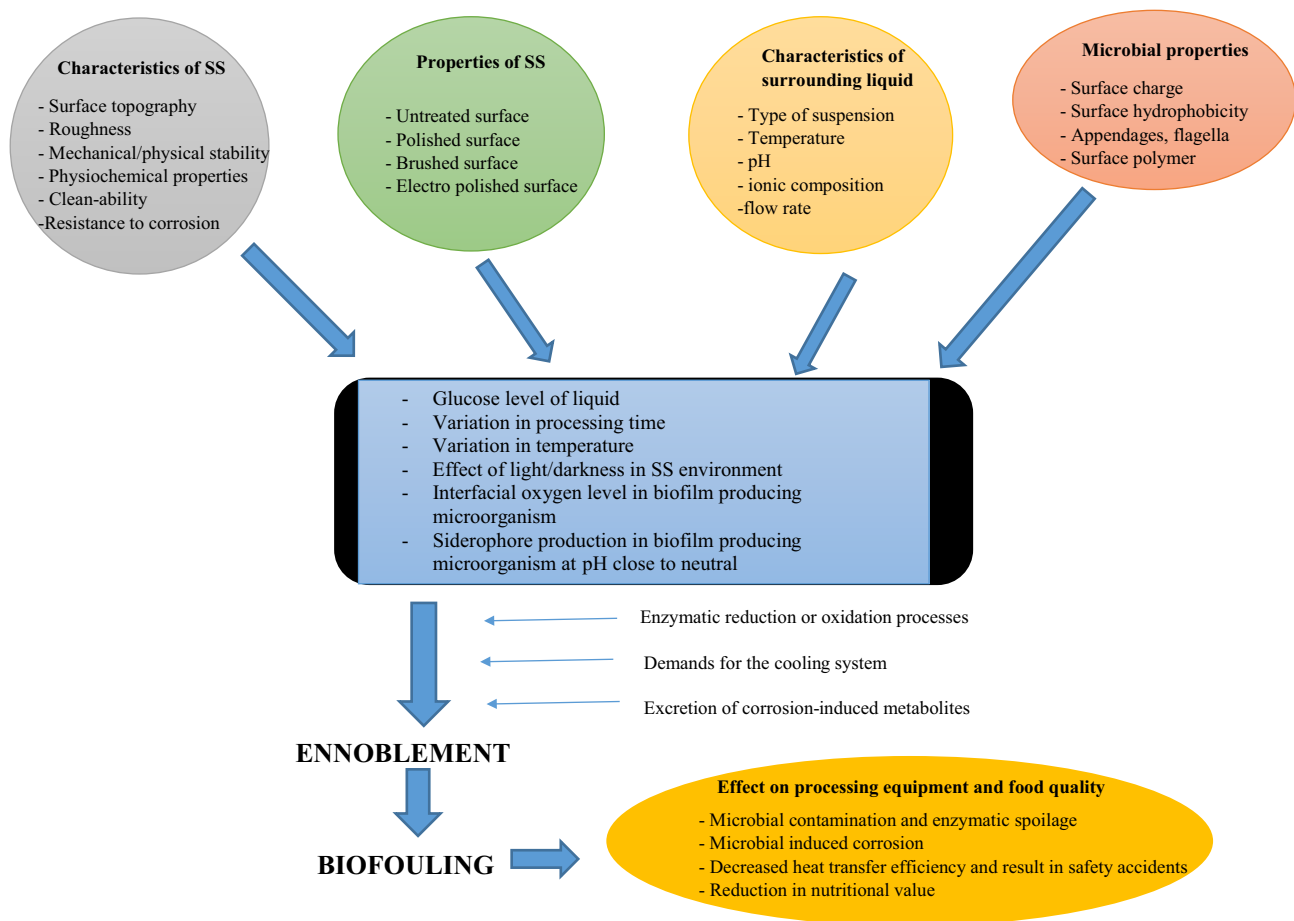 Characteristics of SS
- Surface topography
- Roughness
- Mechanical/physical stability
- Physiochemical properties
- Clean-ability
-Resistance to corrosion
Properties of SS
- Untreated surface
- Polished surface
- Brushed surface
- Electro polished surface
Characteristics of
surrounding liquid
- Type of suspension
- Temperature
- pH
- ionic composition
-flow rate
Microbial properties
- Surface charge
- Surface hydrophobicity
- Appendages, flagella
- Surface polymer
- Glucose level of liquid
- Variation in processing time
- Variation in temperature
- Effect of light/darkness in SS environment
- Interfacial oxygen level in biofilm producing
microorganism
- Siderophore production in biofilm producing
microorganism at pH close to neutral
Enzymatic reduction or oxidation processes
Demands for the cooling system
Excretion of corrosion-induced metabolites
ENNOBLEMENT
BIOFOULING
Effect on processing equipment and food quality
- Microbial contamination and enzymatic spoilage
- Microbial induced corrosion
- Decreased heat transfer efficiency and result in safety accidents
- Reduction in nutritional value